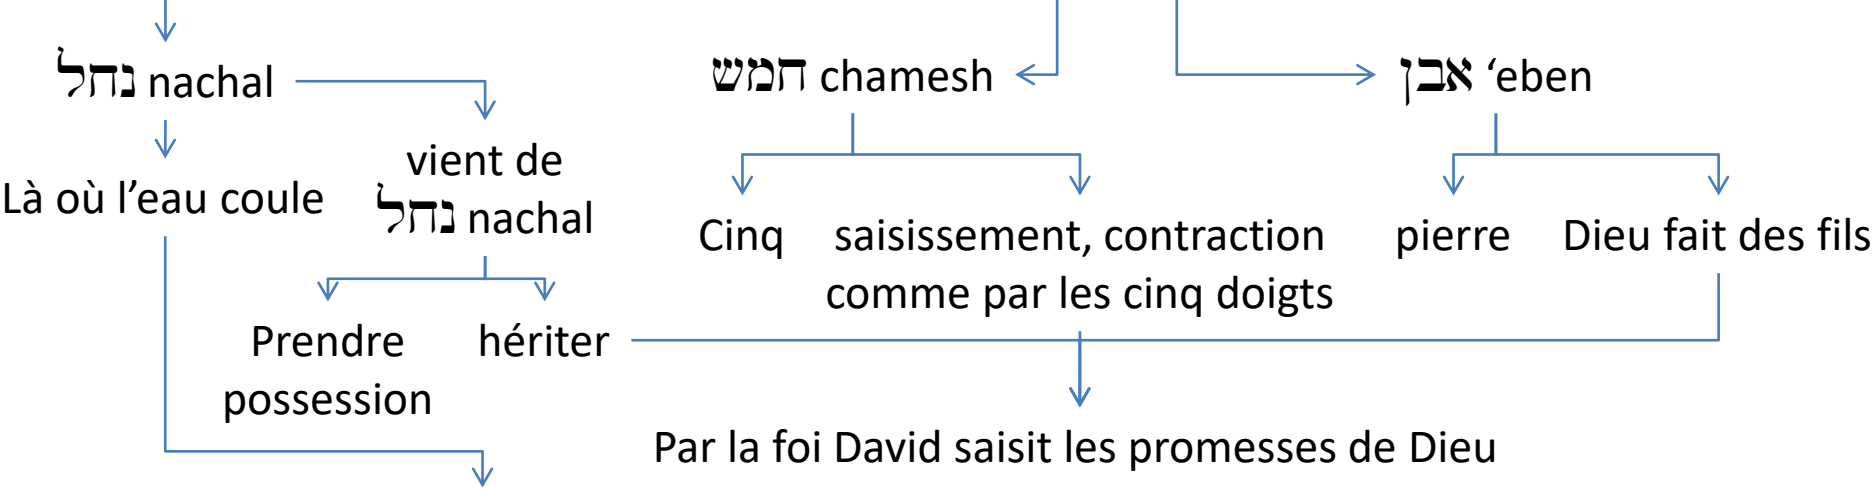 נחל nachal
חמש chamesh
אבן ‘eben
Là où l’eau coule
vient de
נחל nachal
Cinq
saisissement, contraction
comme par les cinq doigts
pierre
Dieu fait des fils
Prendre
possession
hériter
Par la foi David saisit les promesses de Dieu